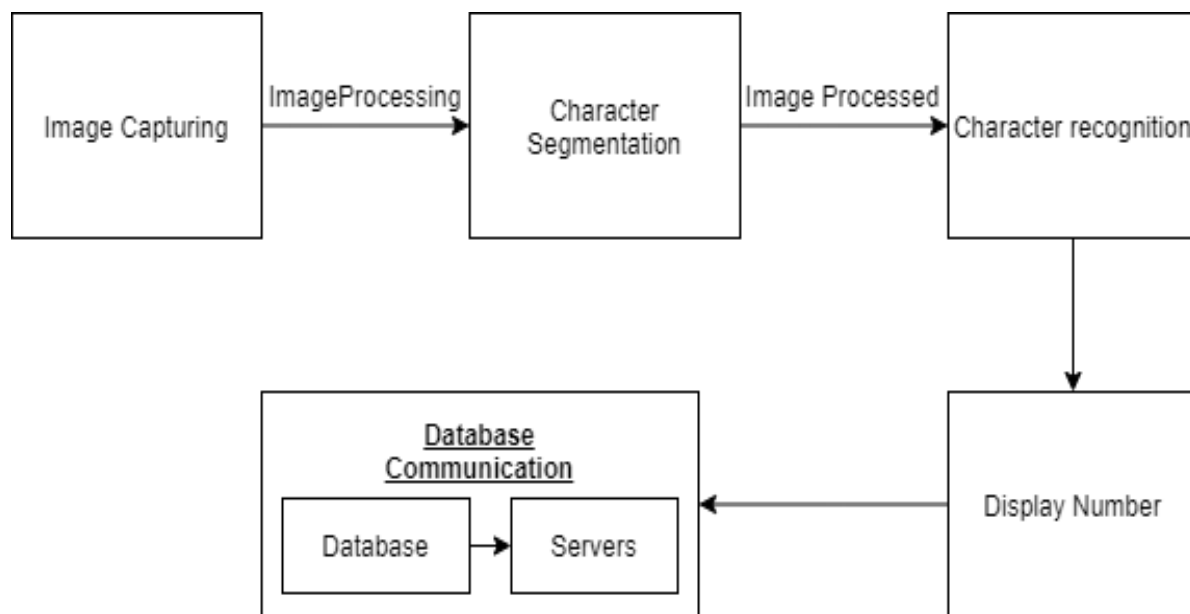 Image Capturing
ImageProcessing
Character
Segmentation
Image Processed
Character recognition
Display Number
Database
Communication
Database
Servers